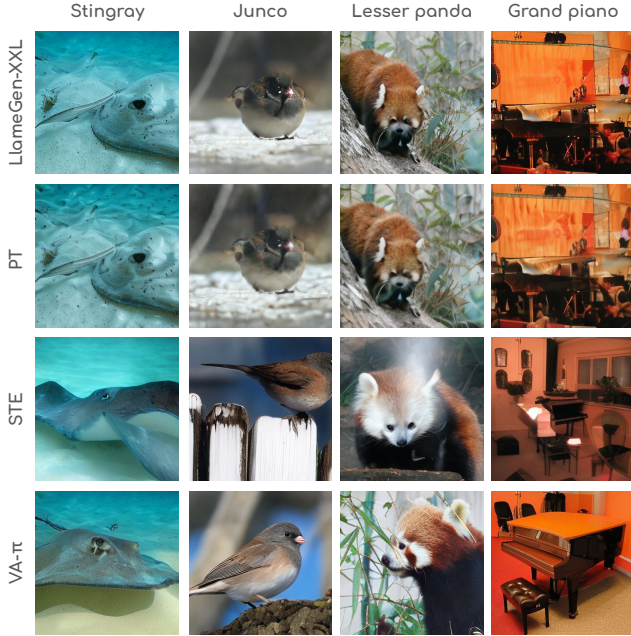 Stingray Junco Lesser panda Grand piano
LlameGen-XXL
PT
STE
VA-π